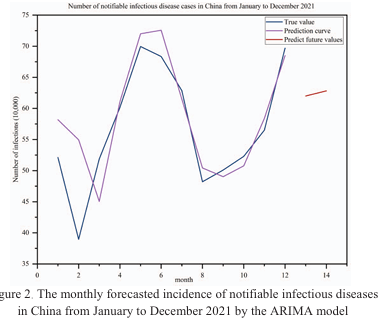 Number of notifiable infectious disease cases in China from January to December 2021
True value
Prediction curve
Predict future values
75
70
65
60
55
50
45
40
35
Number of infections (10,000)
0 2 4 6 8 10 12 14
month
gure 2. The monthly forecasted incidence of notifiable infectious diseases
in China from January to December 2021 by the ARIMA model